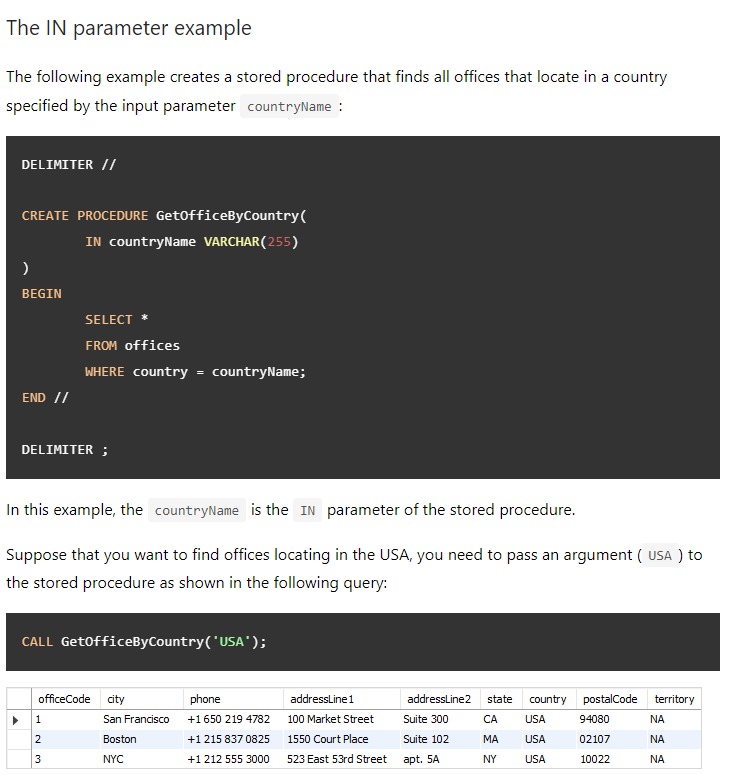 The IN parameter example
The following example creates a stored procedure that finds all offices that locate in a country
specified by the input parameter countryName :
DELIMITER //
CREATE PROCEDURE GetOfficeByCountry(
IN countryName VARCHAR(255)
)
BEGIN
SELECT *
FROM offices
WHERE country = countryName;
END //
DELIMITER ;
In this example, the countryName is the IN parameter of the stored procedure.
Suppose that you want to find offices locating in the USA, you need to pass an argument ( USA ) to
the stored procedure as shown in the following query:
CALL GetOfficeByCountry('USA');
officeCode city phone addressLine1 addressLine2 state country postalCode territory
1 San Francisco +1 650 219 4782 100 Market Street Suite 300 CA USA 94080 NA
2 Boston +1 215 837 0825 1550 Court Place Suite 102 MA USA 02107 NA
3 NYC +1 212 555 3000 523 East 53rd Street apt. 5A NY USA 10022 NA